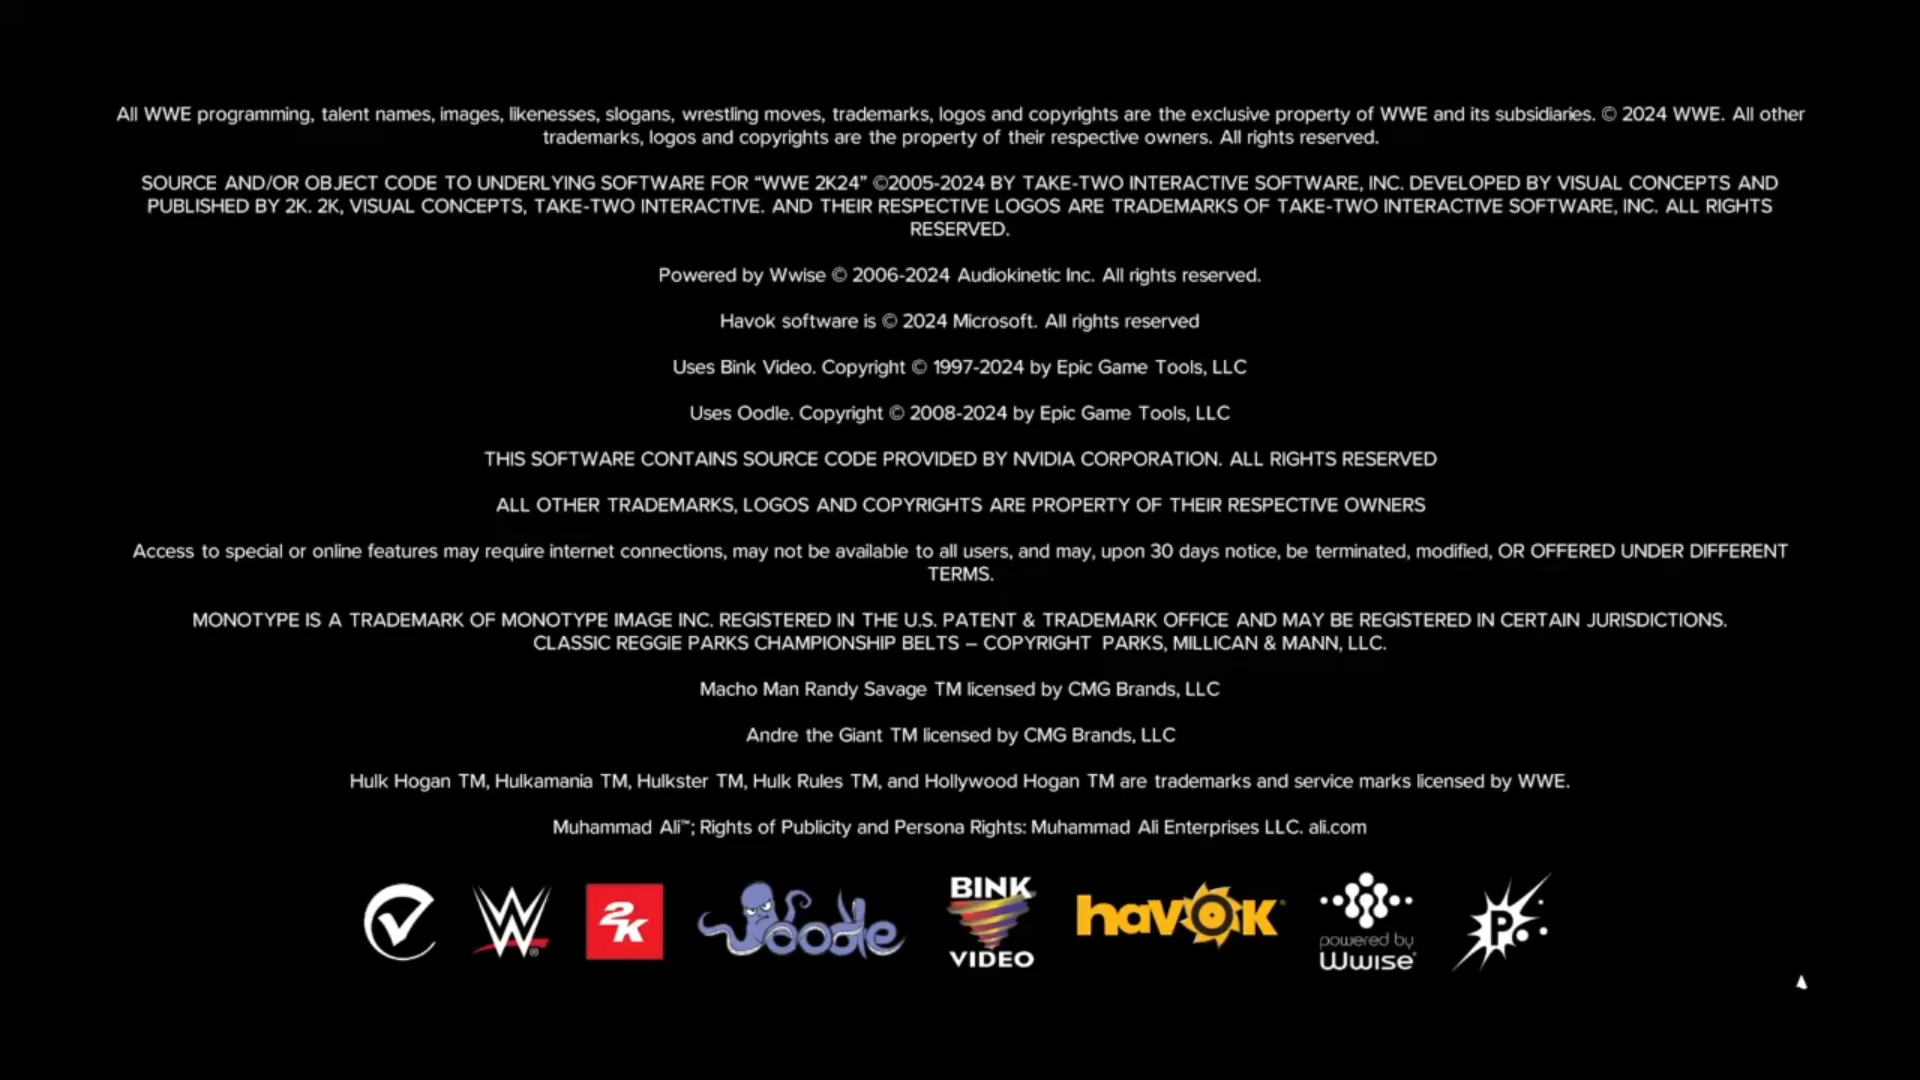 All WWE programming, talent names, images, likenesses, slogans, wrestling moves, trademarks, logos and copyrights are the exclusive property of WWE and its subsidiaries. © 2024 WWE. All other
trademarks, logos and copyrights are the property of their respective owners. All rights reserved.
SOURCE AND/OR OBJECT CODE TO UNDERLYING SOFTWARE FOR “WWE 2K24” ©2005-2024 BY TAKE-TWO INTERACTIVE SOFTWARE, INC. DEVELOPED BY VISUAL CONCEPTS AND
PUBLISHED BY 2K. 2K, VISUAL CONCEPTS, TAKE-TWO INTERACTIVE. AND THEIR RESPECTIVE LOGOS ARE TRADEMARKS OF TAKE-TWO INTERACTIVE SOFTWARE, INC. ALL RIGHTS
RESERVED.
Powered by Wwise © 2006-2024 Audiokinetic Inc. All rights reserved.
Havok software is © 2024 Microsoft. All rights reserved
Uses Bink Video. Copyright © 1997-2024 by Epic Game Tools, LLC
Uses Oodle. Copyright © 2008-2024 by Epic Game Tools, LLC
THIS SOFTWARE CONTAINS SOURCE CODE PROVIDED BY NVIDIA CORPORATION. ALL RIGHTS RESERVED
ALL OTHER TRADEMARKS, LOGOS AND COPYRIGHTS ARE PROPERTY OF THEIR RESPECTIVE OWNERS
Access to special or online features may require internet connections, may not be available to all users, and may, upon 30 days notice, be terminated, modified, OR OFFERED UNDER DIFFERENT
TERMS.
MONOTYPE IS A TRADEMARK OF MONOTYPE IMAGE INC. REGISTERED IN THE U.S. PATENT & TRADEMARK OFFICE AND MAY BE REGISTERED IN CERTAIN JURISDICTIONS.
CLASSIC REGGIE PARKS CHAMPIONSHIP BELTS – COPYRIGHT PARKS, MILLICAN & MANN, LLC.
Macho Man Randy Savage TM licensed by CMG Brands, LLC
Andre the Giant TM licensed by CMG Brands, LLC
Hulk Hogan TM, Hulkamania TM, Hulkster TM, Hulk Rules TM, and Hollywood Hogan TM are trademarks and service marks licensed by WWE.
Muhammad Ali™; Rights of Publicity and Persona Rights: Muhammad Ali Enterprises LLC. ali.com
W ® 2K oodle BINK VIDEO havok powered by Wwise® P.